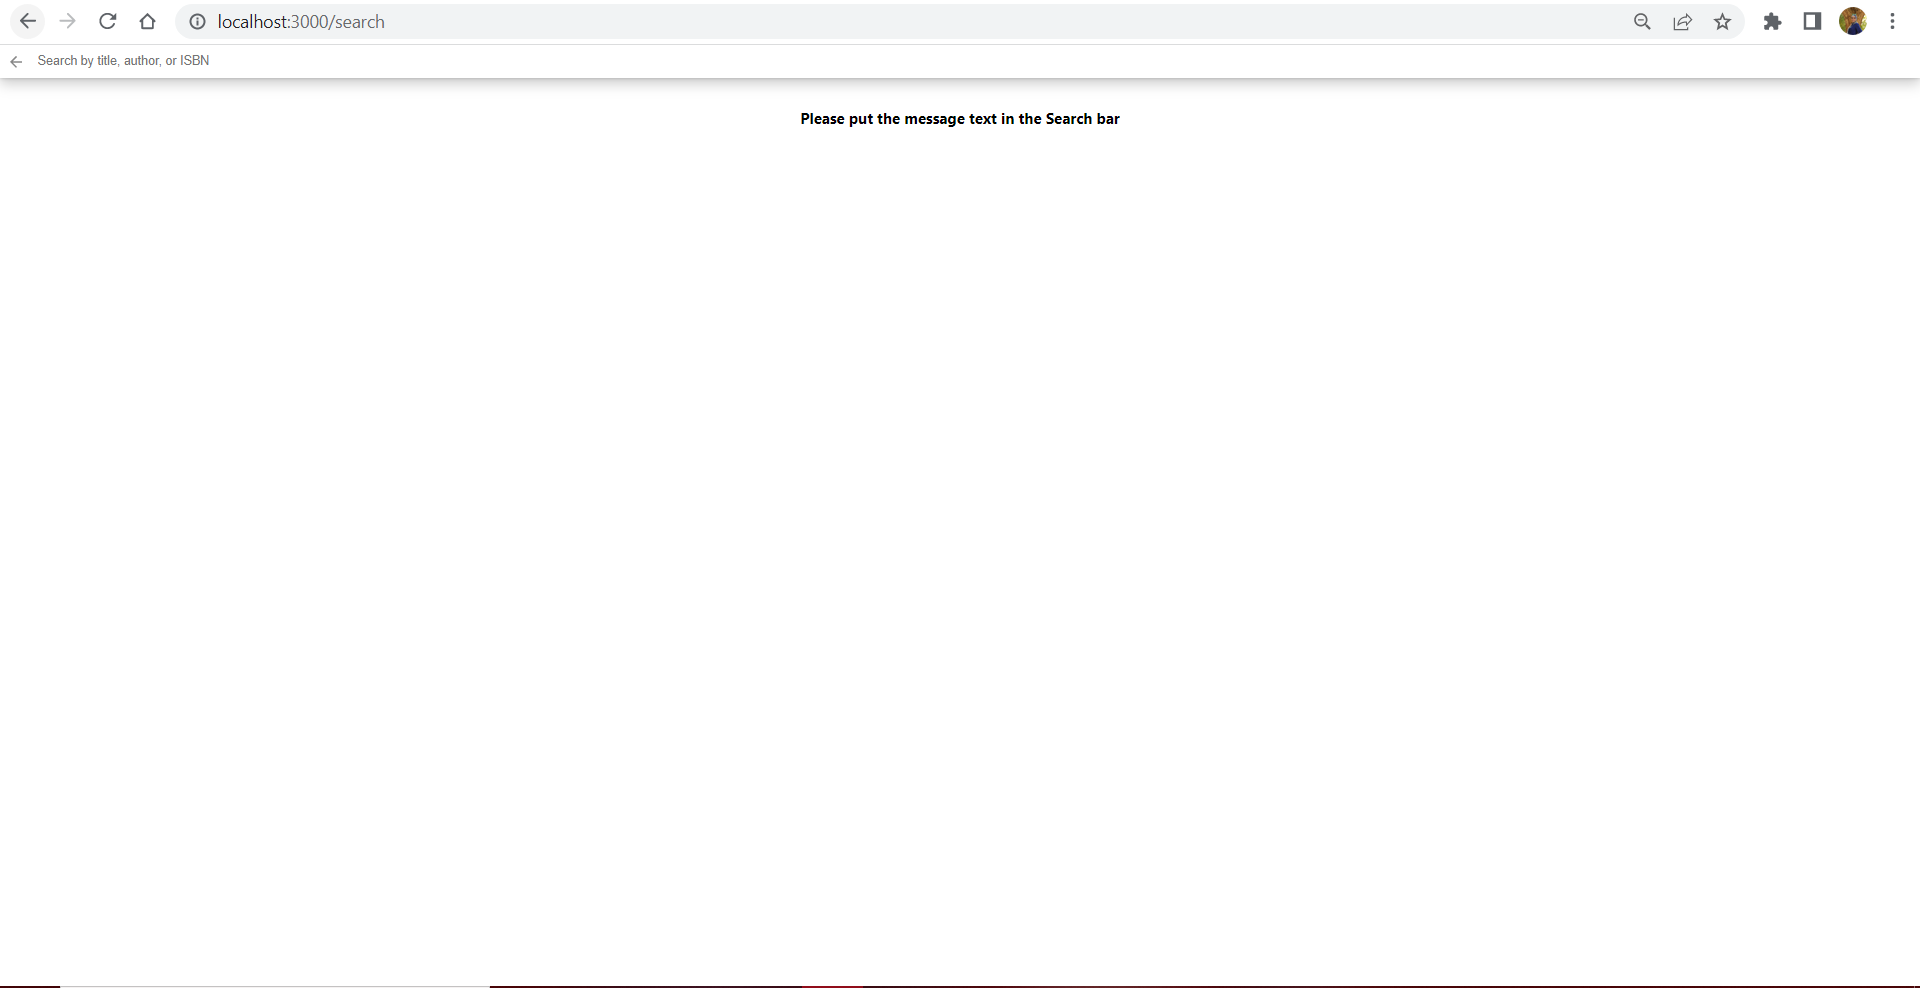 localhost:3000/search
Search by title, author, or ISBN
Please put the message text in the Search bar